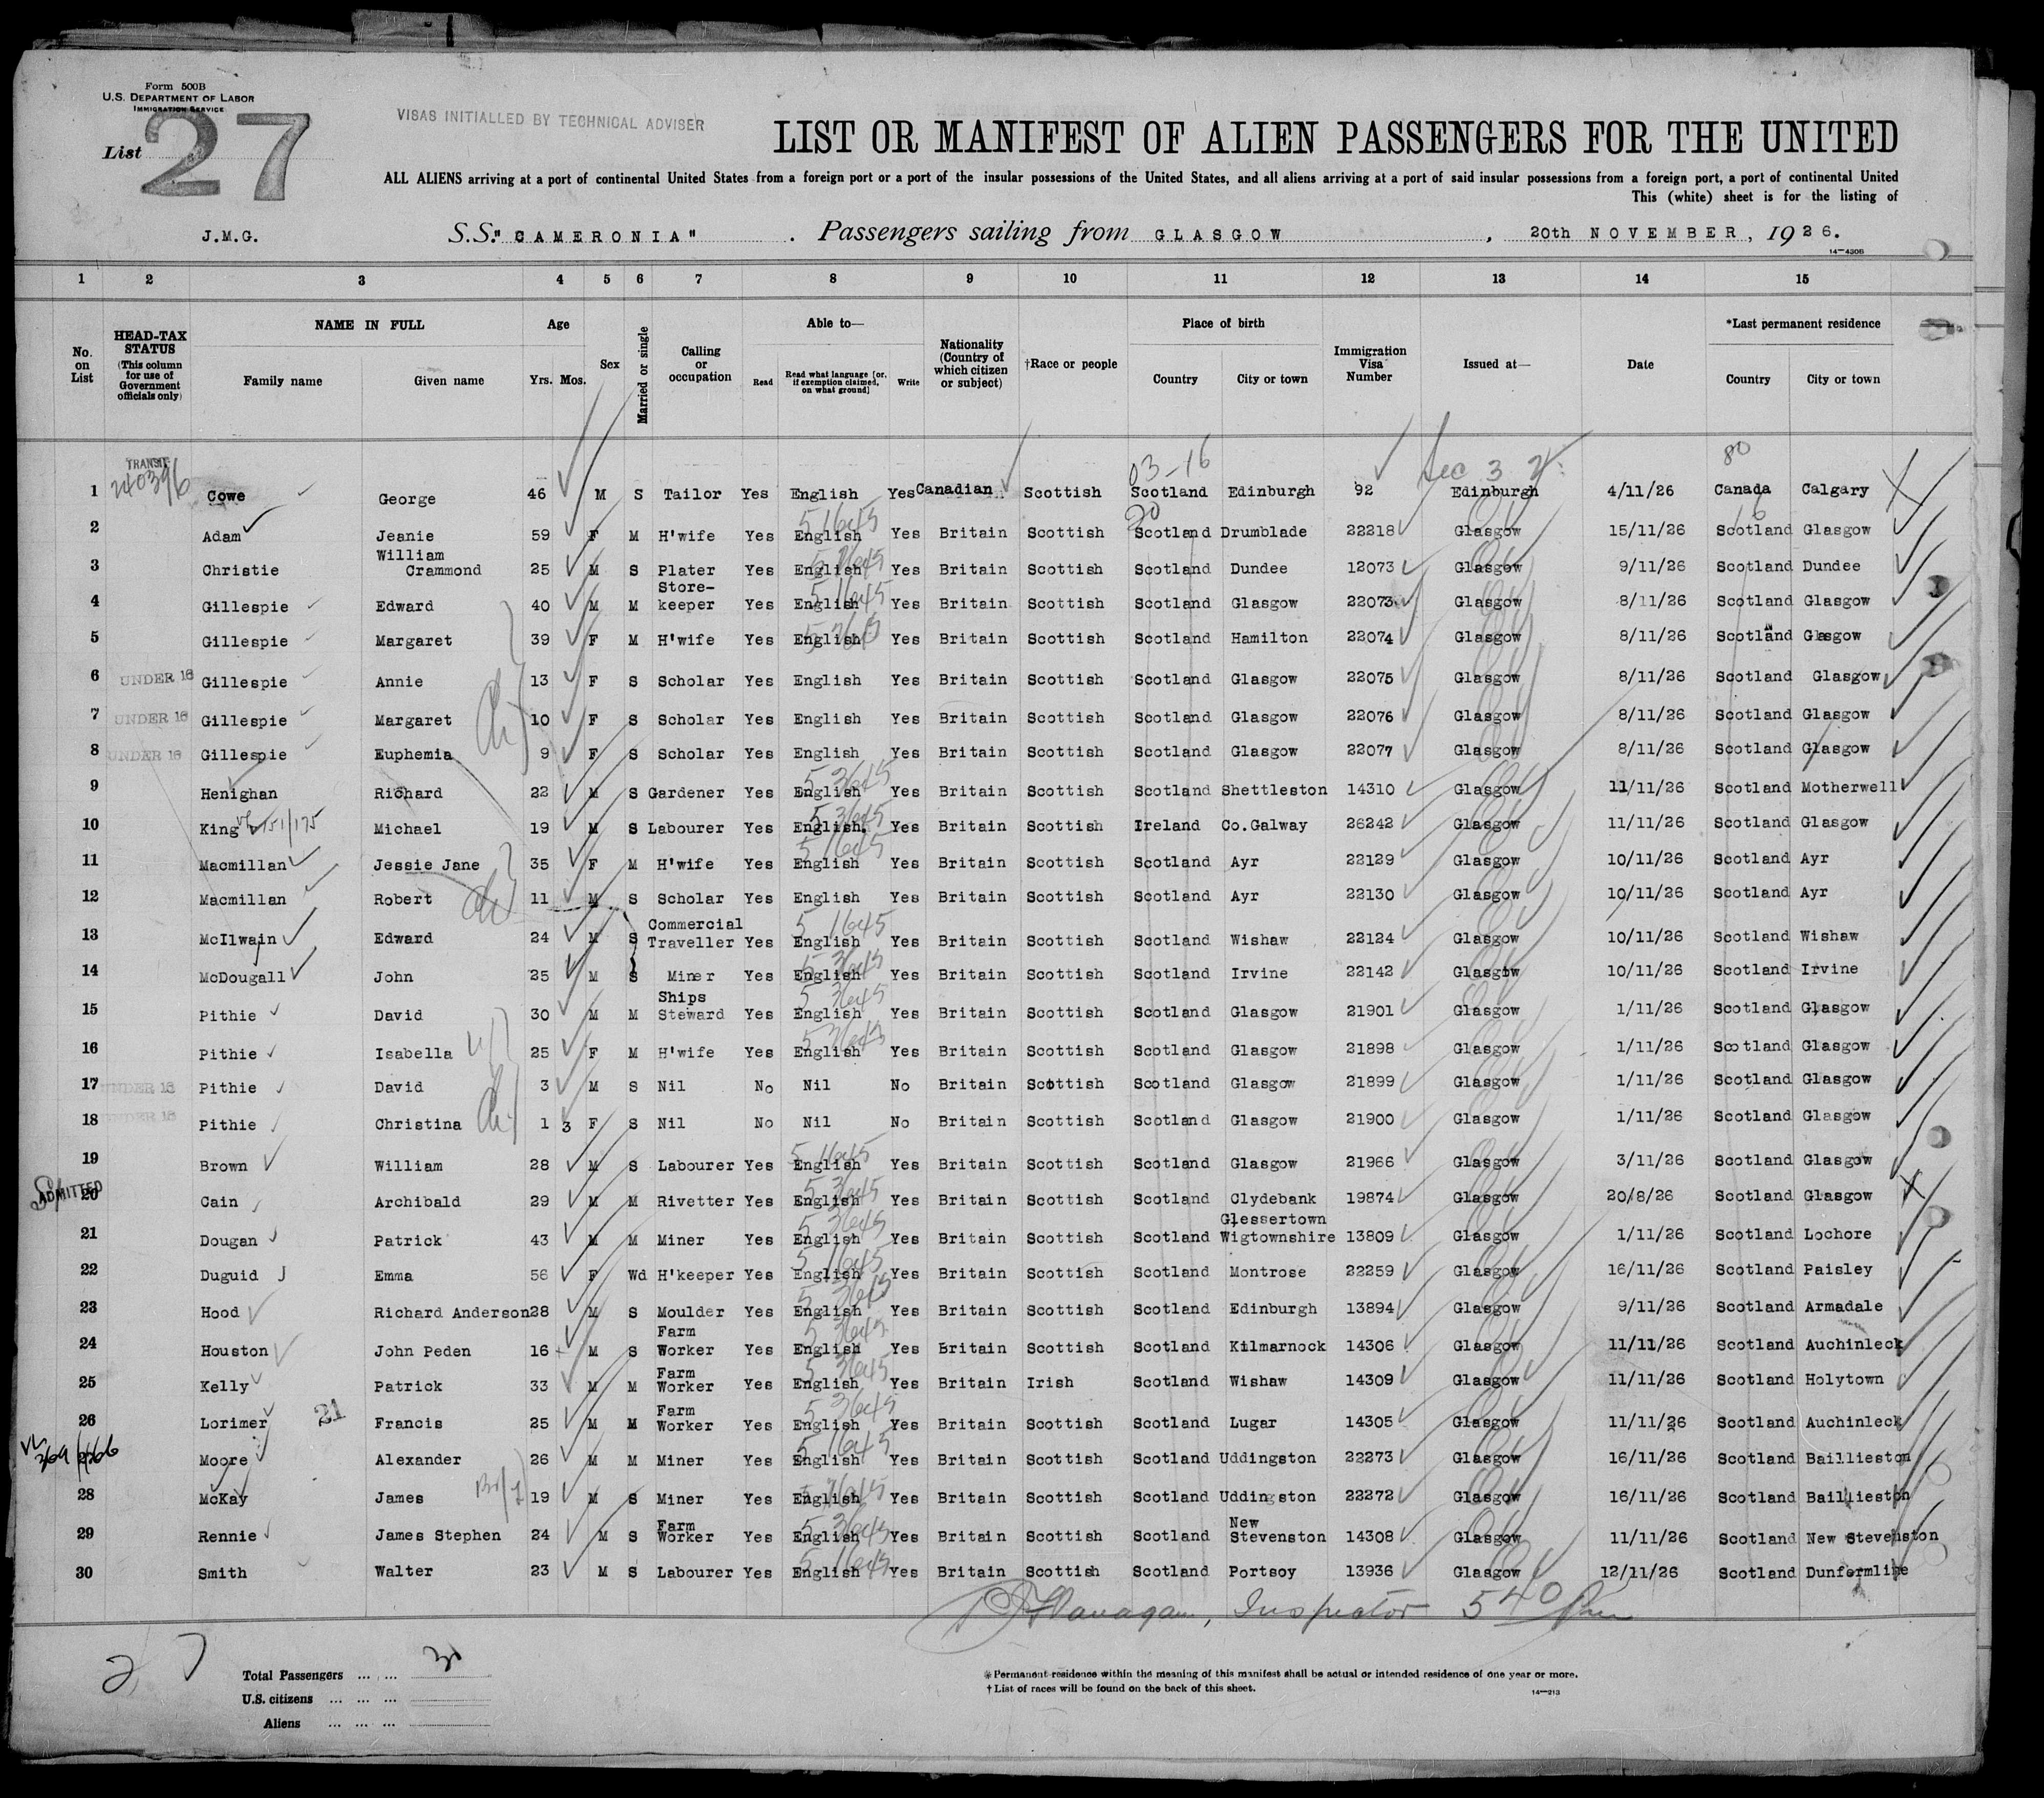 Form 500B
U.S. DEPARTMENT OF LABOR
IMMIGRATION SERVICE
List 27
VISAS INITIALLED BY TECHNICAL ADVISER
LIST OR MANIFEST OF ALIEN PASSENGERS FOR THE UNITED
ALL ALIENS arriving at a port of continental United States from a foreign port or a port of the insular possessions of the United States, and all aliens arriving at a port of said insular possessions from a foreign port, a port of continental United
This (white) sheet is for the listing of
J.M.G. S.S. "CAMERONIA" . Passengers sailing from GLASGOW , 20th NOVEMBER, 1926.
14—4306
1 2 3 4 5 6 7 8 9 10 11 12 13 14 15
No. on List
HEAD-TAX STATUS (This column for use of Government officials only)
NAME IN FULL
Family name Given name
Age
Yrs. Mos.
Sex
Married or single
Calling or occupation
Able to—
Read Read what language [or, if exemption claimed, on what ground] Write
Nationality (Country of which citizen or subject)
†Race or people
Place of birth
Country City or town
Immigration Visa Number
Issued at—
Date
*Last permanent residence
Country City or town
TRANSIT 03-16 Dec 3 80
240396
1 Cowe George 46 M S Tailor Yes English Yes Canadian Scottish Scotland Edinburgh 92 Edinburgh 4/11/26 Canada Calgary
2 Adam Jeanie 59 F M H'wife Yes English Yes Britain Scottish Scotland Drumblade 22218 Glasgow 15/11/26 Scotland Glasgow
3 Christie William Crammond 25 M S Plater Yes English Yes Britain Scottish Scotland Dundee 12073 Glasgow 9/11/26 Scotland Dundee
4 Gillespie Edward 40 M M Store-keeper Yes English Yes Britain Scottish Scotland Glasgow 22073 Glasgow 8/11/26 Scotland Glasgow
5 Gillespie Margaret 39 F M H'wife Yes English Yes Britain Scottish Scotland Hamilton 22074 Glasgow 8/11/26 Scotland Glasgow
6 UNDER 16 Gillespie Annie 13 F S Scholar Yes English Yes Britain Scottish Scotland Glasgow 22075 Glasgow 8/11/26 Scotland Glasgow
7 UNDER 16 Gillespie Margaret 10 F S Scholar Yes English Yes Britain Scottish Scotland Glasgow 22076 Glasgow 8/11/26 Scotland Glasgow
8 UNDER 16 Gillespie Euphemia 9 F S Scholar Yes English Yes Britain Scottish Scotland Glasgow 22077 Glasgow 8/11/26 Scotland Glasgow
9 Henighan Richard 22 M S Gardener Yes English Yes Britain Scottish Scotland Shettleston 14310 Glasgow 11/11/26 Scotland Motherwell
10 King Michael 19 M S Labourer Yes English Yes Britain Scottish Ireland Co.Galway 26242 Glasgow 11/11/26 Scotland Glasgow
11 Macmillan Jessie Jane 35 F M H'wife Yes English Yes Britain Scottish Scotland Ayr 22129 Glasgow 10/11/26 Scotland Ayr
12 Macmillan Robert 11 M S Scholar Yes English Yes Britain Scottish Scotland Ayr 22130 Glasgow 10/11/26 Scotland Ayr
13 McIlwain Edward 24 M S Commercial Traveller Yes English Yes Britain Scottish Scotland Wishaw 22124 Glasgow 10/11/26 Scotland Wishaw
14 McDougall John 25 M S Miner Yes English Yes Britain Scottish Scotland Irvine 22142 Glasgow 10/11/26 Scotland Irvine
15 Pithie David 30 M M Ships Steward Yes English Yes Britain Scottish Scotland Glasgow 21901 Glasgow 1/11/26 Scotland Glasgow
16 Pithie Isabella 25 F M H'wife Yes English Yes Britain Scottish Scotland Glasgow 21898 Glasgow 1/11/26 Scotland Glasgow
17 UNDER 16 Pithie David 3 M S Nil No Nil No Britain Scottish Scotland Glasgow 21899 Glasgow 1/11/26 Scotland Glasgow
18 UNDER 16 Pithie Christina 1 3 F S Nil No Nil No Britain Scottish Scotland Glasgow 21900 Glasgow 1/11/26 Scotland Glasgow
19 Brown William 28 M S Labourer Yes English Yes Britain Scottish Scotland Glasgow 21966 Glasgow 3/11/26 Scotland Glasgow
ADMITTED
20 Cain Archibald 29 M M Rivetter Yes English Yes Britain Scottish Scotland Clydebank 19874 Glasgow 20/8/26 Scotland Glasgow
21 Dougan Patrick 43 M M Miner Yes English Yes Britain Scottish Scotland Glessertown Wigtownshire 13809 Glasgow 1/11/26 Scotland Lochore
22 Duguid Emma 56 F Wd H'keeper Yes English Yes Britain Scottish Scotland Montrose 22259 Glasgow 16/11/26 Scotland Paisley
23 Hood Richard Anderson 28 M S Moulder Yes English Yes Britain Scottish Scotland Edinburgh 13894 Glasgow 9/11/26 Scotland Armadale
24 Houston John Peden 16 M S Farm Worker Yes English Yes Britain Scottish Scotland Kilmarnock 14306 Glasgow 11/11/26 Scotland Auchinleck
25 Kelly Patrick 33 M M Farm Worker Yes English Yes Britain Irish Scotland Wishaw 14309 Glasgow 11/11/26 Scotland Holytown
26 Lorimer 21 Francis 25 M M Farm Worker Yes English Yes Britain Scottish Scotland Lugar 14305 Glasgow 11/11/26 Scotland Auchinleck
Moore Alexander 26 M M Miner Yes English Yes Britain Scottish Scotland Uddingston 22273 Glasgow 16/11/26 Scotland Baillieston
28 McKay James 19 M S Miner Yes English Yes Britain Scottish Scotland Uddingston 22272 Glasgow 16/11/26 Scotland Baillieston
29 Rennie James Stephen 24 M S Farm Worker Yes English Yes Britain Scottish Scotland New Stevenston 14308 Glasgow 11/11/26 Scotland New Stevenston
30 Smith Walter 23 M S Labourer Yes English Yes Britain Scottish Scotland Portsoy 13936 Glasgow 12/11/26 Scotland Dunfermline
Flanagan, Inspector 540
27
Total Passengers ... ... 30
U.S. citizens ... ... ...
Aliens ... ... ...
*Permanent residence within the meaning of this manifest shall be actual or intended residence of one year or more.
†List of races will be found on the back of this sheet.
14—213